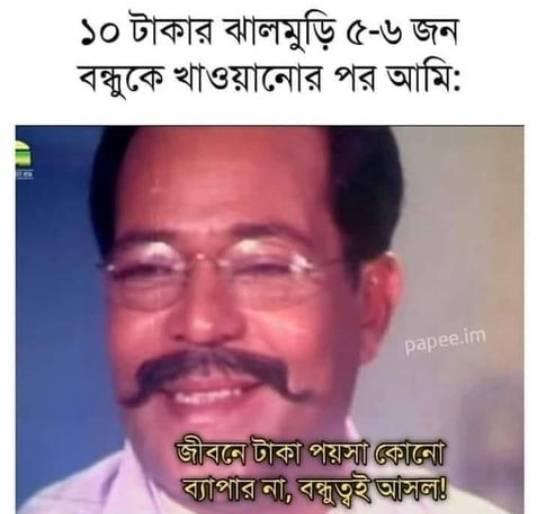 ১০ টাকার ঝালমুড়ি ৫-৬ জন
বন্ধুকে খাওয়ানোর পর আমি:
papee.im
জীবনে টাকা পয়সা কোনো
ব্যাপার না, বন্ধুত্বই আসল!